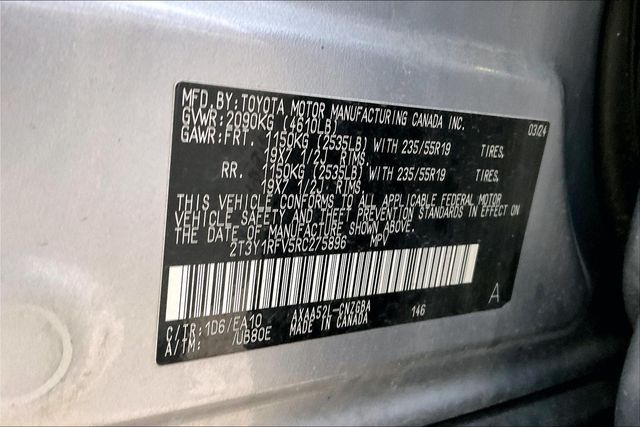 MFD. BY: TOYOTA MOTOR MANUFACTURING CANADA INC. 03/24
GVWR: 2090KG (4610LB)
GAWR: FRT. 1150KG (2535LB) WITH 235/55R19 TIRES,
19X7 1/2J RIMS,
RR. 1150KG (2535LB) WITH 235/55R19 TIRES,
19X7 1/2J RIMS
THIS VEHICLE CONFORMS TO ALL APPLICABLE FEDERAL MOTOR
VEHICLE SAFETY AND THEFT PREVENTION STANDARDS IN EFFECT ON
THE DATE OF MANUFACTURE SHOWN ABOVE.
2T3Y1RFV5RC275896 MPV
C/TR: 1D6/EA10 AXAA52L-CNZGBA 146 A
A/TM: /UB80E MADE IN CANADA